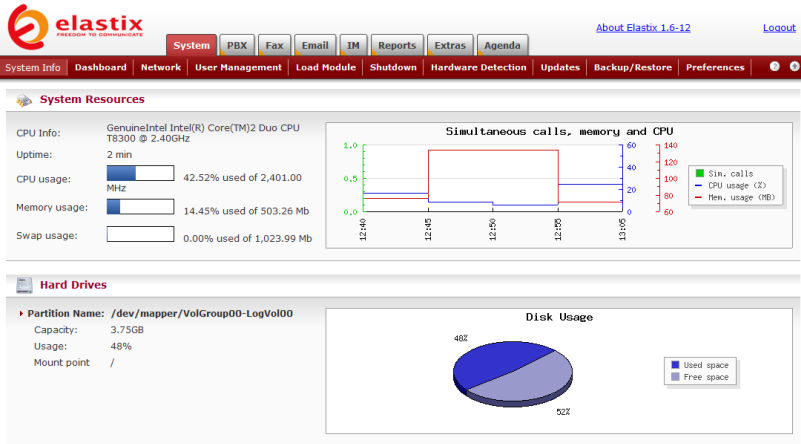 elastix
FREEDOM TO COMMUNICATE
About Elastix 1.6-12
Logout
System PBX Fax Email IM Reports Extras Agenda
System Info Dashboard Network User Management Load Module Shutdown Hardware Detection Updates Backup/Restore Preferences ?
System Resources
CPU Info: GenuineIntel Intel(R) Core(TM)2 Duo CPU
T8300 @ 2.40GHz
Uptime: 2 min
CPU usage: 42.52% used of 2,401.00
MHz
Memory usage: 14.45% used of 503.26 Mb
Swap usage: 0.00% used of 1,023.99 Mb
Simultaneous calls, memory and CPU
1.0 60 140
120
40
0.5 100
20
80
0.0 0 60
12:40 12:45 12:50 12:55 13:05
Sim. calls
CPU usage (%)
Mem. usage (MB)
Hard Drives
Partition Name: /dev/mapper/VolGroup00-LogVol00
Capacity: 3.75GB
Usage: 48%
Mount point /
Disk Usage
48%
52%
Used space
Free space